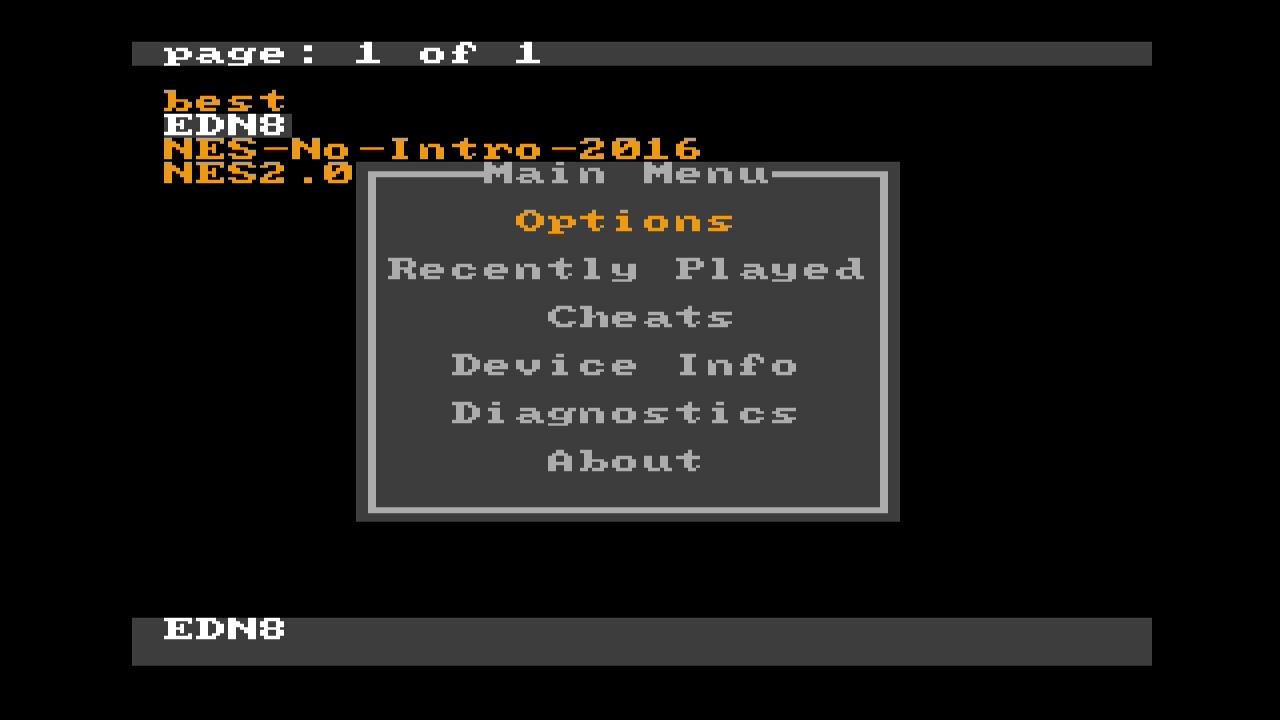 page: 1 of 1
best
EDN8
NES-No-Intro-2016
NES2.0
Main Menu
Options
Recently Played
Cheats
Device Info
Diagnostics
About
EDN8